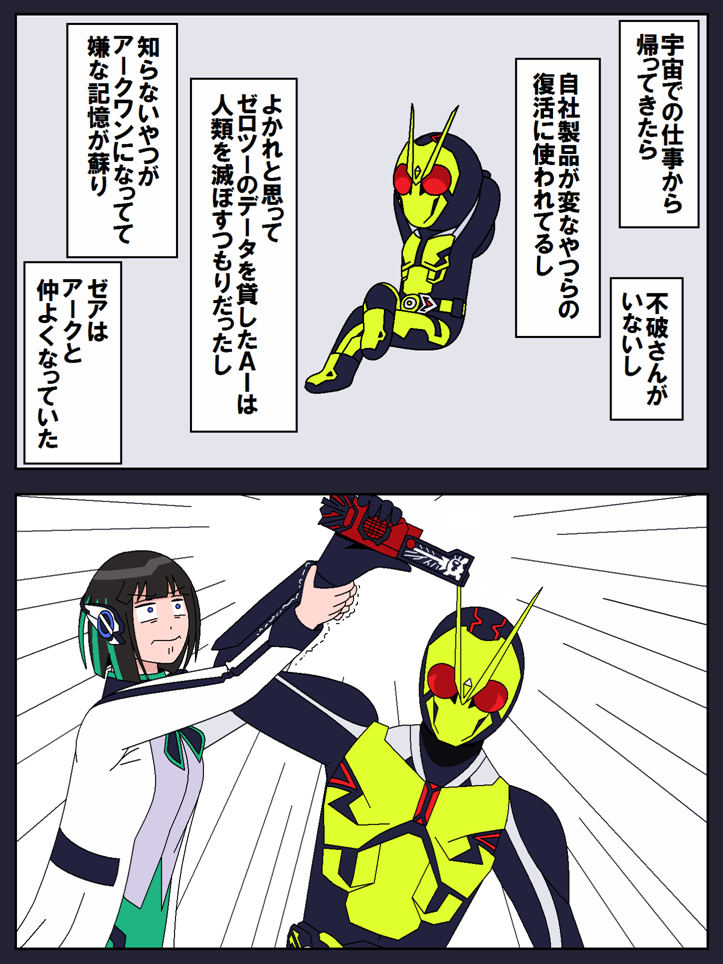 宇宙での仕事から
帰ってきたら
不破さんが
いないし
自社製品が変なやつらの
復活に使われてるし
よかれと思って
ゼロツーのデータを貸したAIは
人類を滅ぼすつもりだったし
知らないやつが
アークワンになってて
嫌な記憶が蘇り
ゼアは
アークと
仲よくなっていた